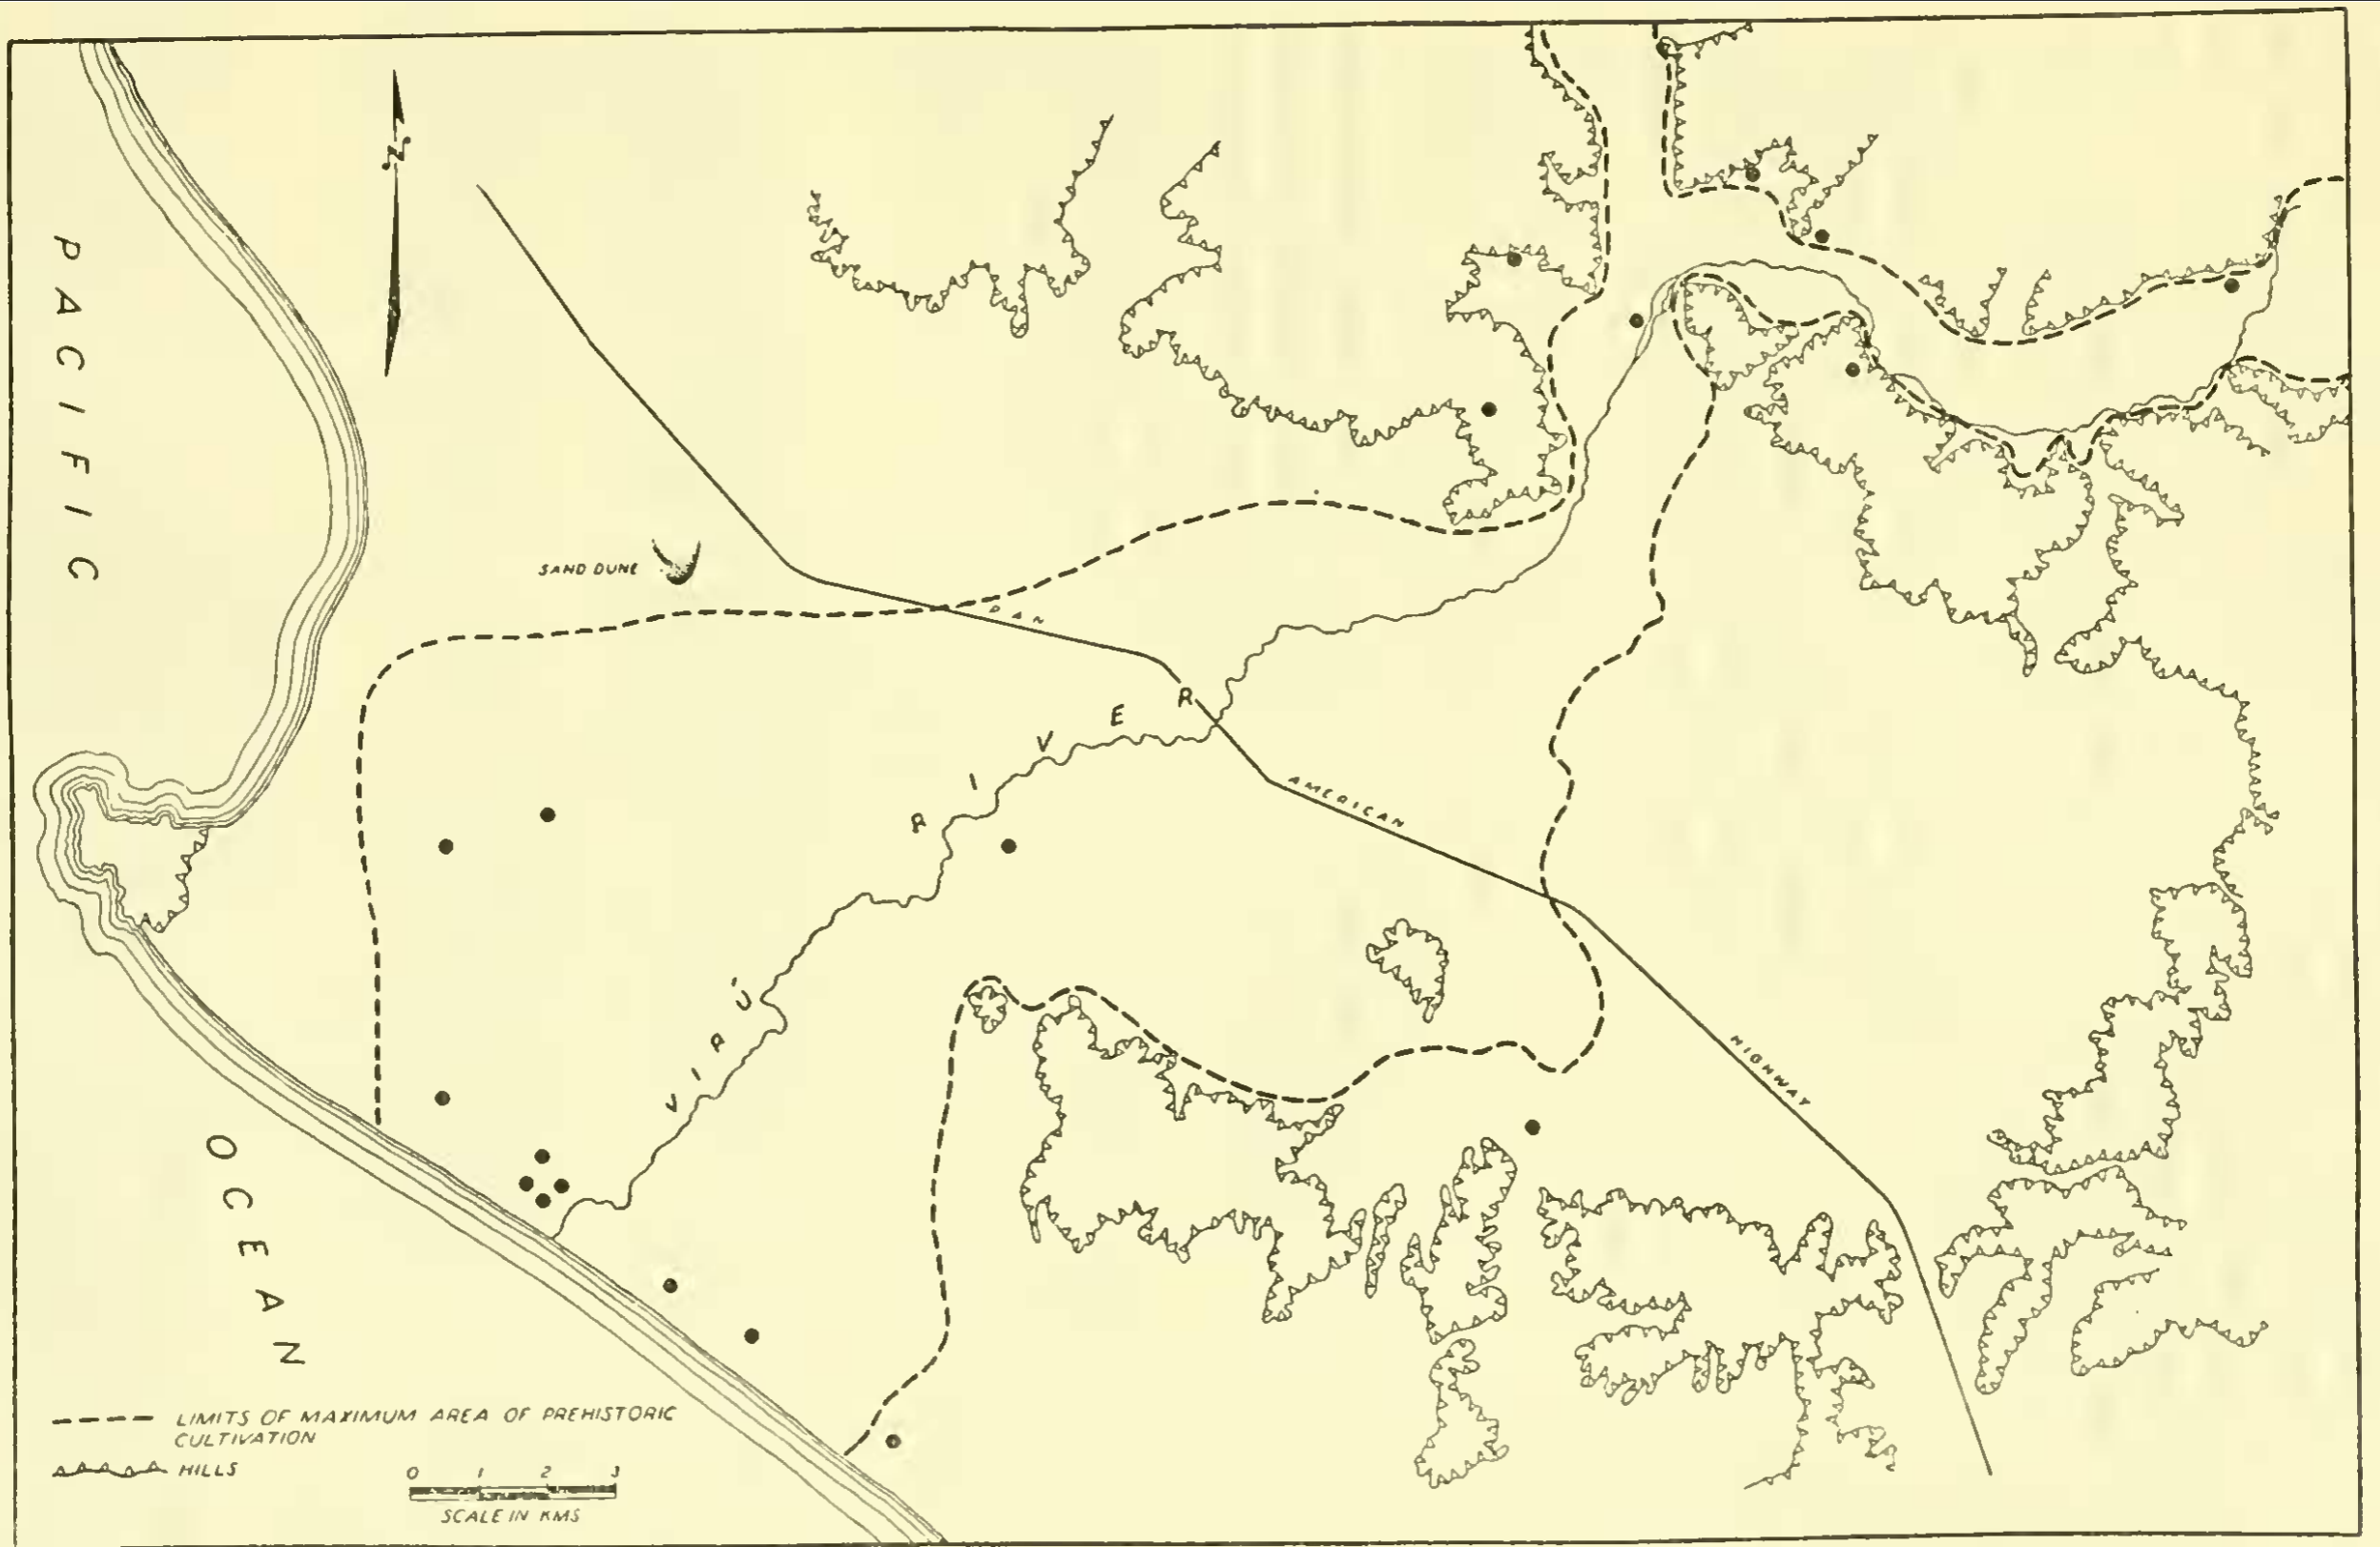 N
PACIFIC
OCEAN
SAND DUNE
PAN
AMERICAN
HIGHWAY
VIRÚ
RIVER
LIMITS OF MAXIMUM AREA OF PREHISTORIC
CULTIVATION
HILLS
0 1 2 3
SCALE IN KMS